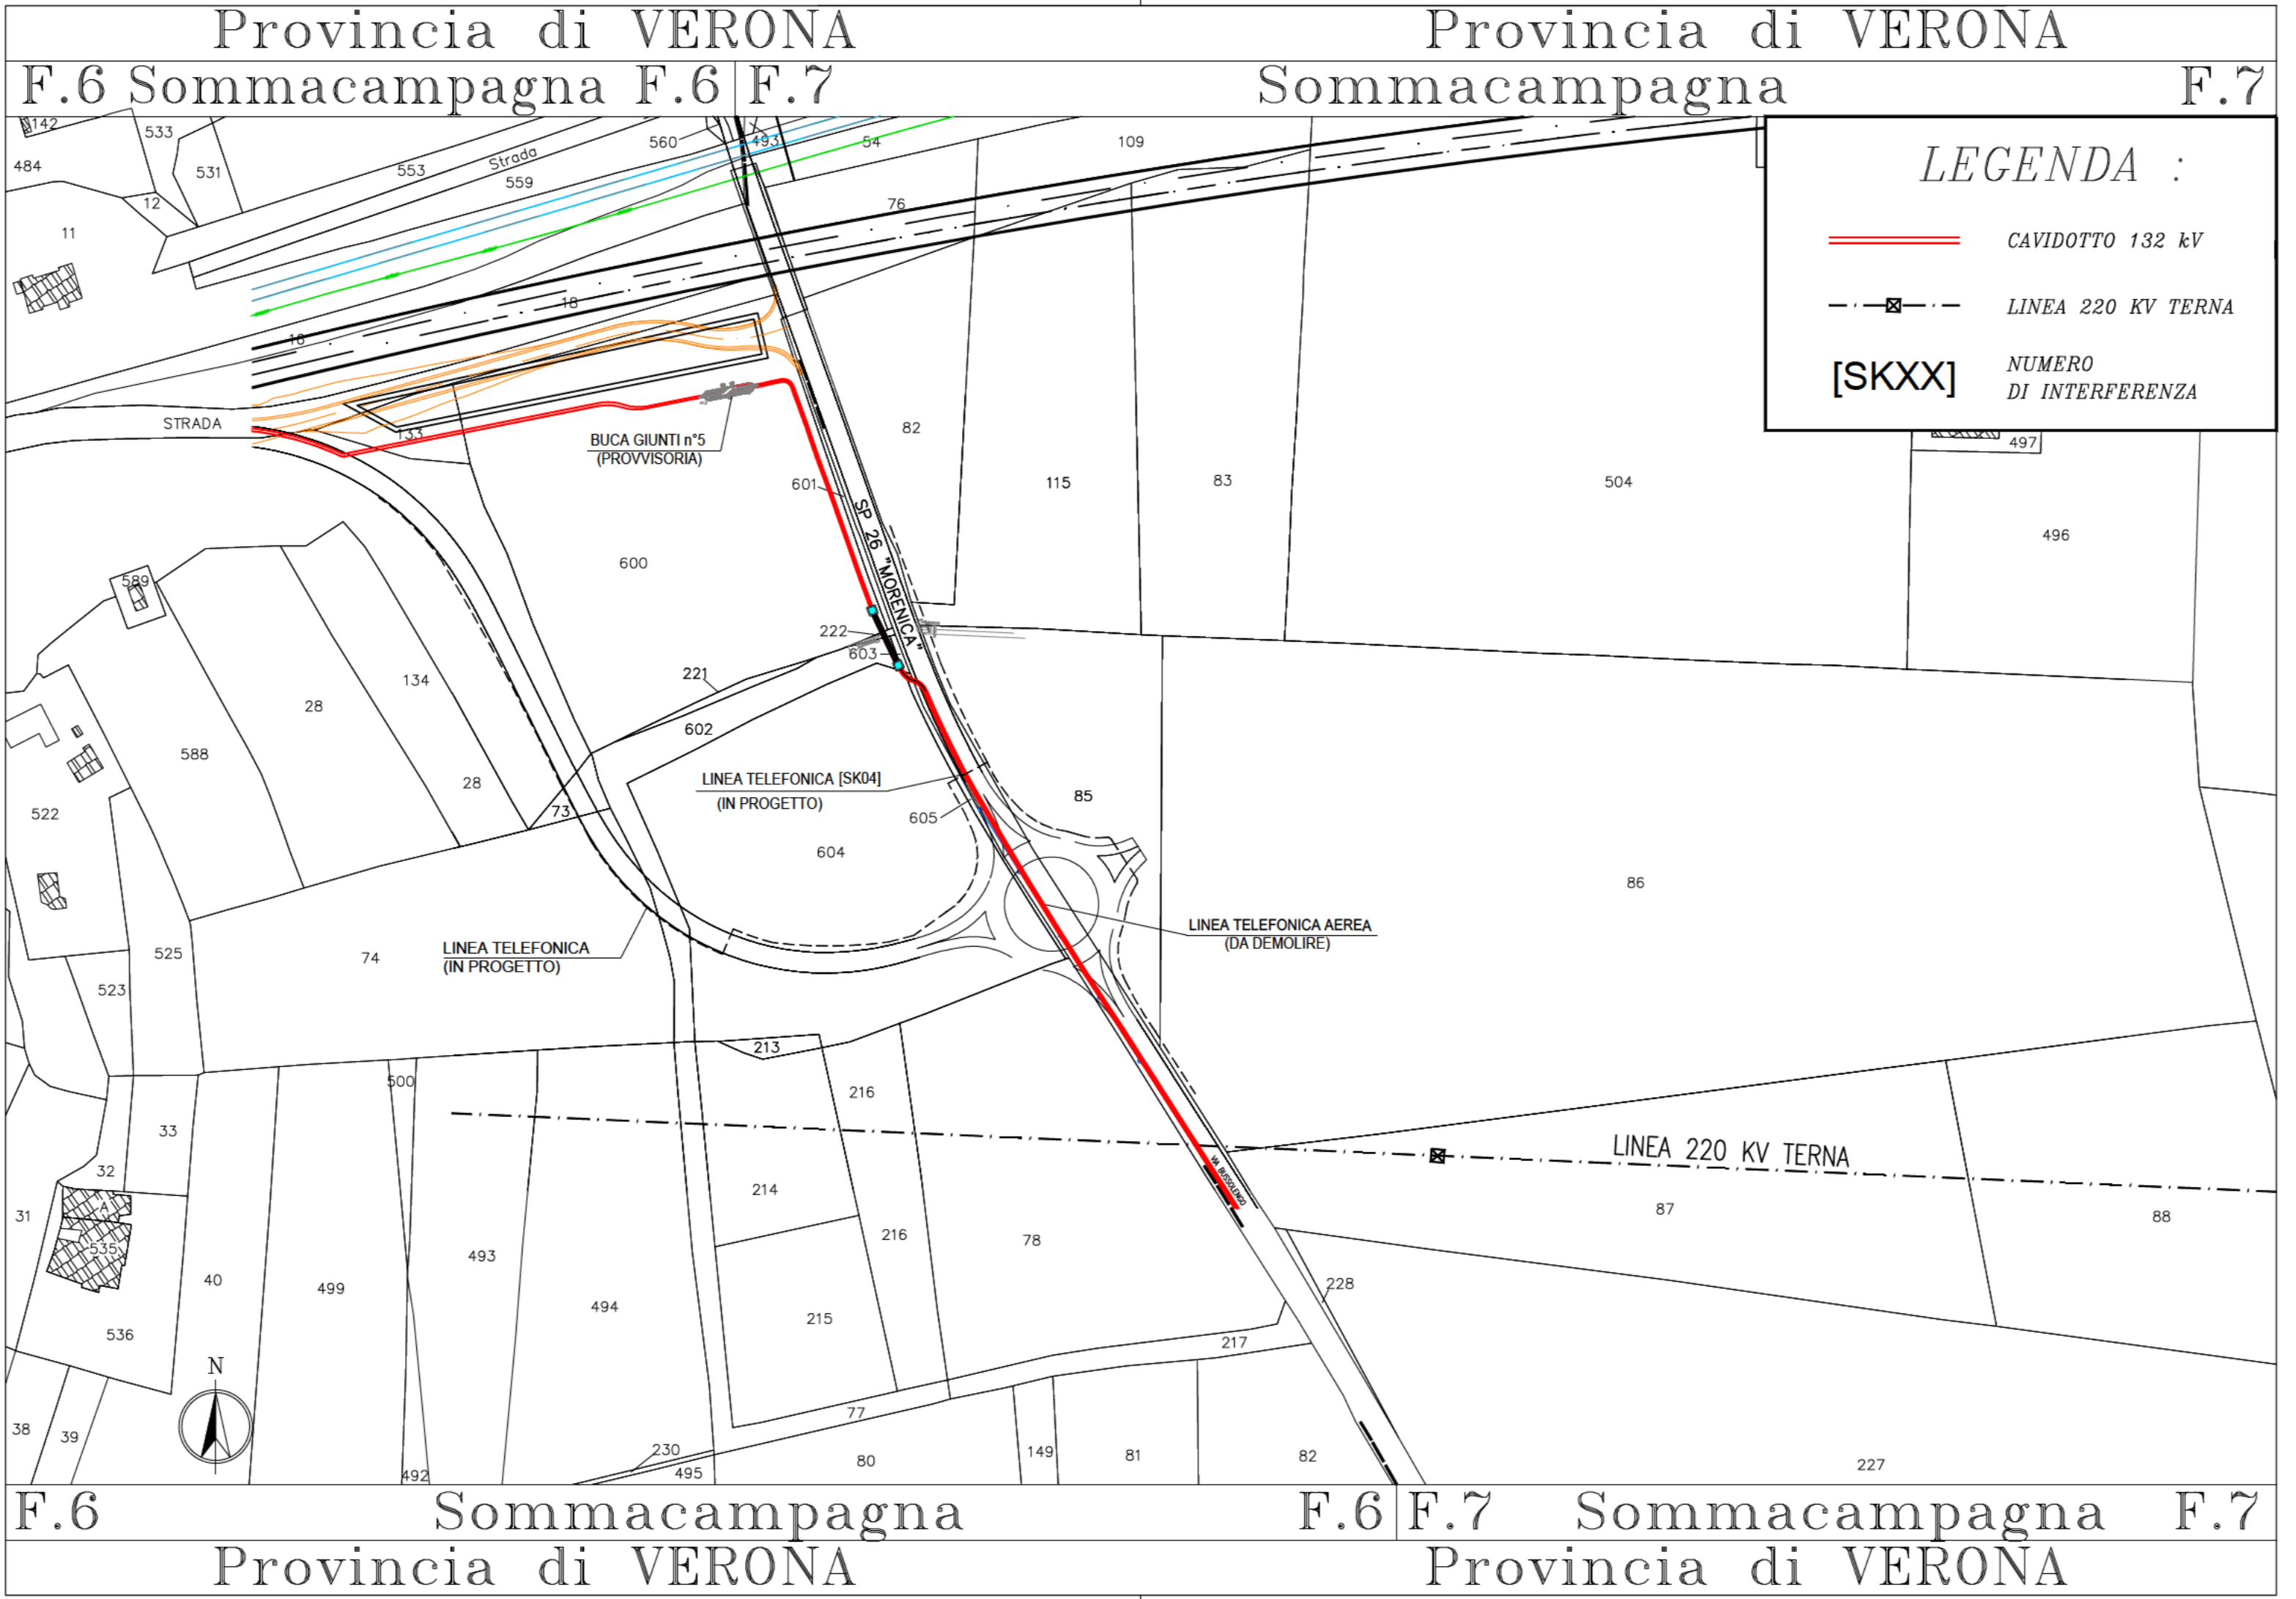 Provincia di VERONA
Provincia di VERONA
F.6 Sommacampagna F.6
F.7 Sommacampagna F.7
LEGENDA :
CAVIDOTTO 132 kV
LINEA 220 KV TERNA
[SKXX]
NUMERO
DI INTERFERENZA
142
533
484
531
12
11
553
Strada
559
560
493
54
109
76
18
18
STRADA
133
BUCA GIUNTI n°5
(PROVVISORIA)
601
SP 26 "MORENICA"
82
115
83
504
497
496
600
589
222
603
221
602
134
28
588
28
73
522
LINEA TELEFONICA [SK04]
(IN PROGETTO)
605
85
604
86
LINEA TELEFONICA AEREA
(DA DEMOLIRE)
LINEA TELEFONICA
(IN PROGETTO)
74
525
523
213
500
216
33
32
LINEA 220 KV TERNA
VIA BUSSOLENGO
31
A
535
214
87
88
216
78
493
40
499
494
215
228
536
217
N
38
39
77
230
495
492
80
149
81
82
227
F.6 Sommacampagna F.6
F.7 Sommacampagna F.7
Provincia di VERONA
Provincia di VERONA